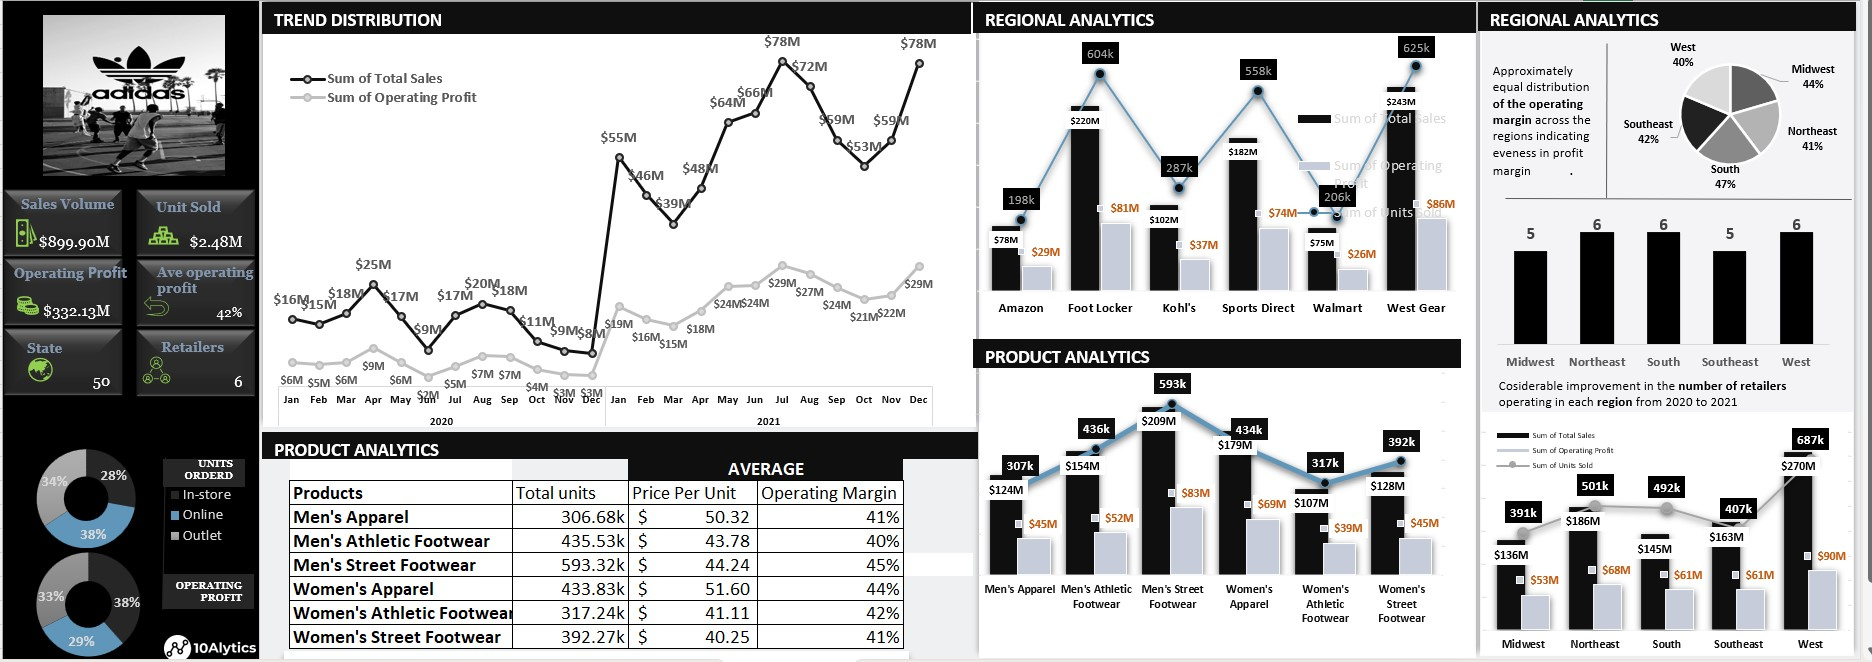 adidas
Sales Volume
$899.90M
Unit Sold
$2.48M
Operating Profit
$332.13M
Ave operating
profit
42%
State
50
Retailers
6
UNITS
ORDERD
28%
34%
38%
In-store
Online
Outlet
OPERATING
PROFIT
33%
38%
29%
10Alytics
TREND DISTRIBUTION
Sum of Total Sales
Sum of Operating Profit
$16M
$15M
$18M
$25M
$17M
$9M
$17M
$20M
$18M
$11M
$9M
$8M
$55M
$46M
$39M
$48M
$64M
$66M
$78M
$72M
$59M
$53M
$59M
$78M
$6M
$5M
$6M
$9M
$6M
$2M
$5M
$7M
$7M
$4M
$3M
$3M
$19M
$16M
$15M
$18M
$24M
$24M
$29M
$27M
$24M
$21M
$22M
$29M
Jan Feb Mar Apr May Jun Jul Aug Sep Oct Nov Dec Jan Feb Mar Apr May Jun Jul Aug Sep Oct Nov Dec
2020 2021
PRODUCT ANALYTICS
AVERAGE
Products Total units Price Per Unit Operating Margin
Men's Apparel 306.68k $ 50.32 41%
Men's Athletic Footwear 435.53k $ 43.78 40%
Men's Street Footwear 593.32k $ 44.24 45%
Women's Apparel 433.83k $ 51.60 44%
Women's Athletic Footwear 317.24k $ 41.11 42%
Women's Street Footwear 392.27k $ 40.25 41%
REGIONAL ANALYTICS
198k
604k
287k
558k
206k
625k
$78M
$220M
$102M
$182M
$75M
$243M
$29M
$81M
$37M
$74M
$26M
$86M
Sum of Total Sales
Sum of Operating
Profit
Sum of Units Sold
Amazon Foot Locker Kohl's Sports Direct Walmart West Gear
PRODUCT ANALYTICS
307k
436k
593k
434k
317k
392k
$124M
$154M
$209M
$179M
$107M
$128M
$45M
$52M
$83M
$69M
$39M
$45M
Men's Apparel
Men's Athletic
Footwear
Men's Street
Footwear
Women's
Apparel
Women's
Athletic
Footwear
Women's
Street
Footwear
REGIONAL ANALYTICS
Approximately
equal distribution
of the operating
margin across the
regions indicating
eveness in profit
margin .
West
40%
Midwest
44%
Northeast
41%
South
47%
Southeast
42%
5 6 6 5 6
Midwest Northeast South Southeast West
Cosiderable improvement in the number of retailers
operating in each region from 2020 to 2021
Sum of Total Sales
Sum of Operating Profit
Sum of Units Sold
391k
501k
492k
407k
687k
$136M
$186M
$145M
$163M
$270M
$53M
$68M
$61M
$61M
$90M
Midwest Northeast South Southeast West